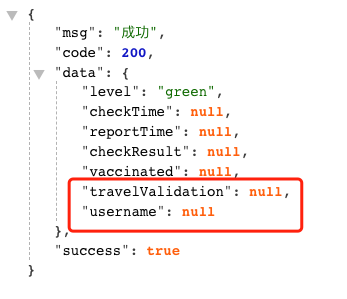 {
"msg": "成功",
"code": 200,
"data": {
"level": "green",
"checkTime": null,
"reportTime": null,
"checkResult": null,
"vaccinated": null,
"travelValidation": null,
"username": null
},
"success": true
}